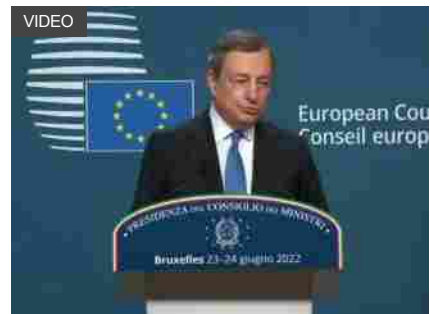 VIDEO
European Cou
Conseil europ
PRESIDENZA DEL CONSIGLIO DEI MINISTRI
Bruxelles 23-24 giugno 2022